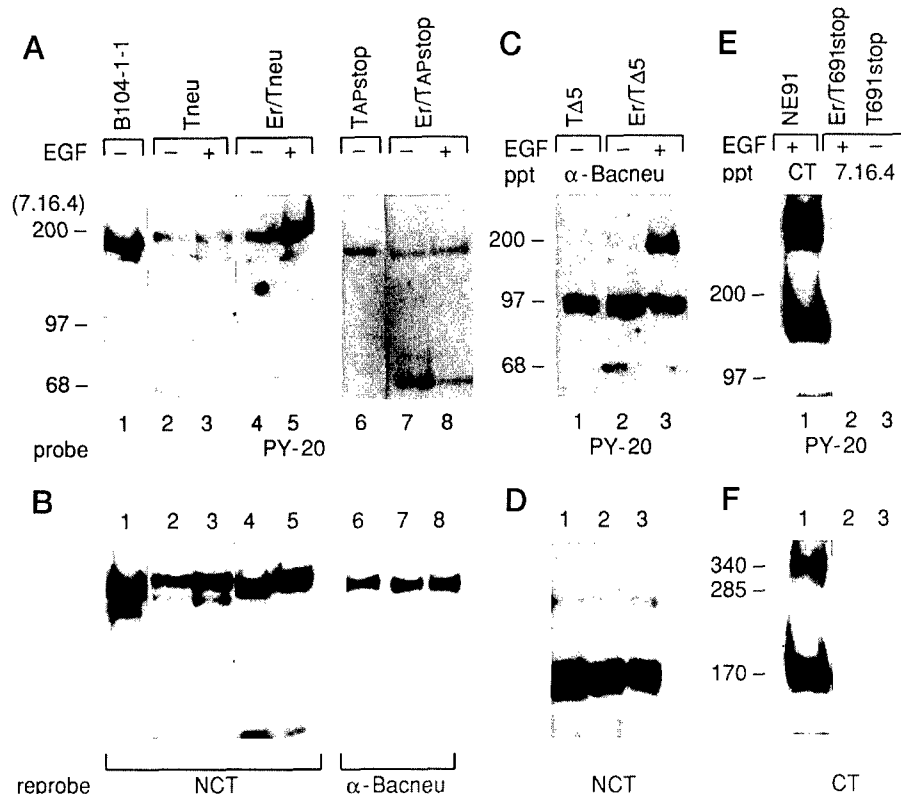 A
B104-1-1
Tneu
Er/Tneu
TAPstop
Er/TAPstop
EGF
– – + – + – – +
(7.16.4)
200 –
97 –
68 –
1 2 3 4 5 6 7 8
probe PY-20
C
TΔ5
Er/TΔ5
EGF – – +
ppt α-Bacneu
200 –
97 –
68 –
1 2 3
PY-20
E
NE91
Er/T691stop
T691stop
EGF + + –
ppt CT 7.16.4
200 –
97 –
1 2 3
PY-20
B
1 2 3 4 5 6 7 8
reprobe NCT α-Bacneu
D
1 2 3
NCT
F
1 2 3
340 –
285 –
170 –
CT